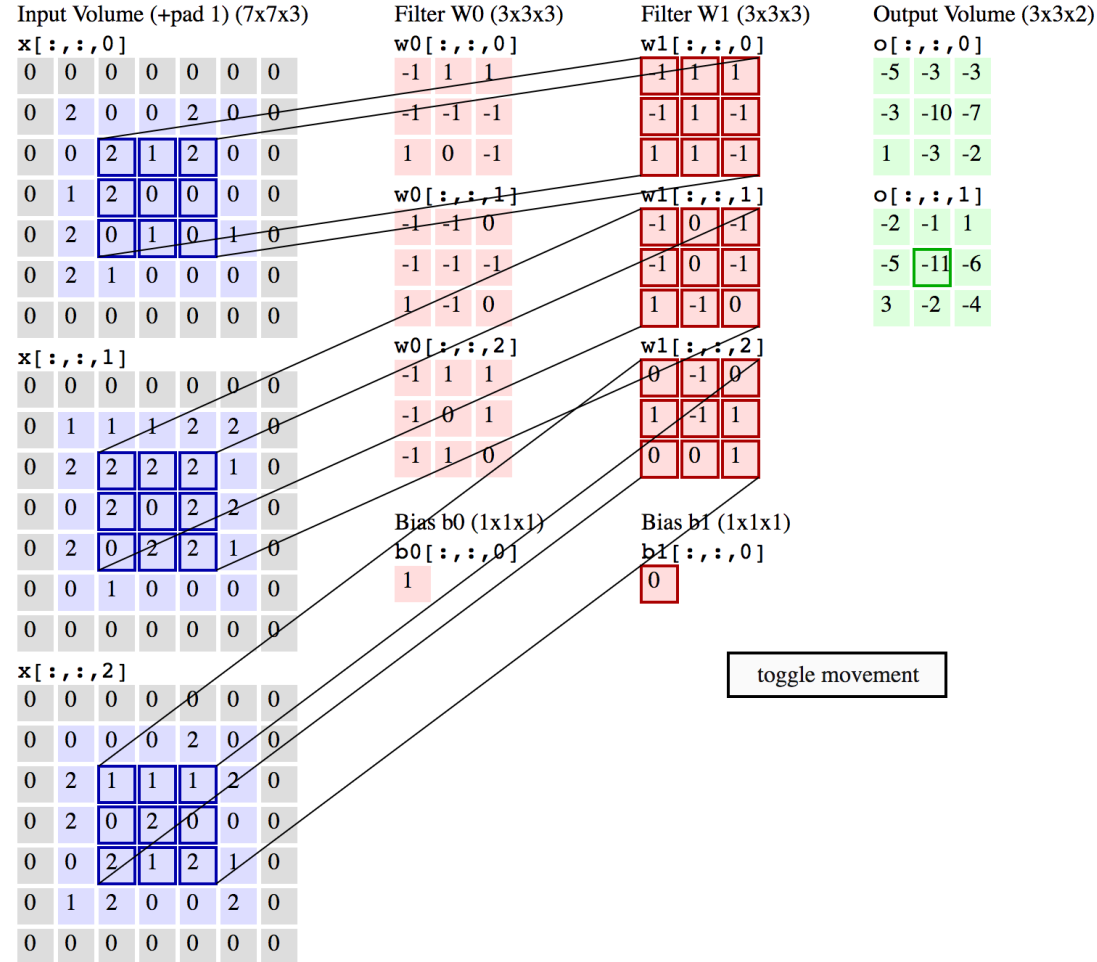 Input Volume (+pad 1) (7x7x3)
x[:,:,0]
0 0 0 0 0 0 0
0 2 0 0 2 0 0
0 0 2 1 2 0 0
0 1 2 0 0 0 0
0 2 0 1 0 1 0
0 2 1 0 0 0 0
0 0 0 0 0 0 0
x[:,:,1]
0 0 0 0 0 0 0
0 1 1 1 2 2 0
0 2 2 2 2 1 0
0 0 2 0 2 2 0
0 2 0 2 2 1 0
0 0 1 0 0 0 0
0 0 0 0 0 0 0
x[:,:,2]
0 0 0 0 0 0 0
0 0 0 0 2 0 0
0 2 1 1 1 2 0
0 2 0 2 0 0 0
0 0 2 1 2 1 0
0 1 2 0 0 2 0
0 0 0 0 0 0 0
Filter W0 (3x3x3)
w0[:,:,0]
-1 1 1
-1 -1 -1
1 0 -1
w0[:,:,1]
-1 -1 0
-1 -1 -1
1 -1 0
w0[:,:,2]
-1 1 1
-1 0 1
-1 1 0
Bias b0 (1x1x1)
b0[:,:,0]
1
Filter W1 (3x3x3)
w1[:,:,0]
-1 1 1
-1 1 -1
1 1 -1
w1[:,:,1]
-1 0 -1
-1 0 -1
1 -1 0
w1[:,:,2]
0 -1 0
1 -1 1
0 0 1
Bias b1 (1x1x1)
b1[:,:,0]
0
Output Volume (3x3x2)
o[:,:,0]
-5 -3 -3
-3 -10 -7
1 -3 -2
o[:,:,1]
-2 -1 1
-5 -11 -6
3 -2 -4
toggle movement